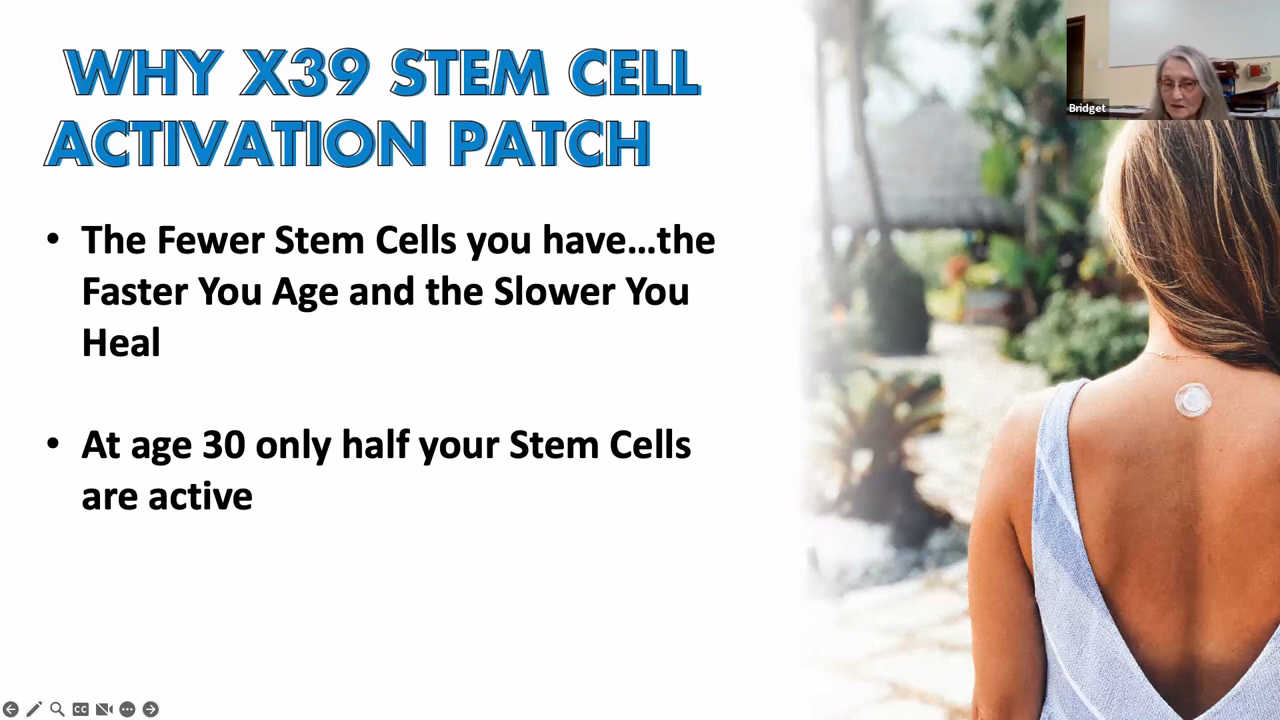 WHY X39 STEM CELL
ACTIVATION PATCH
Bridget
• The Fewer Stem Cells you have...the
Faster You Age and the Slower You
Heal
• At age 30 only half your Stem Cells
are active
CC